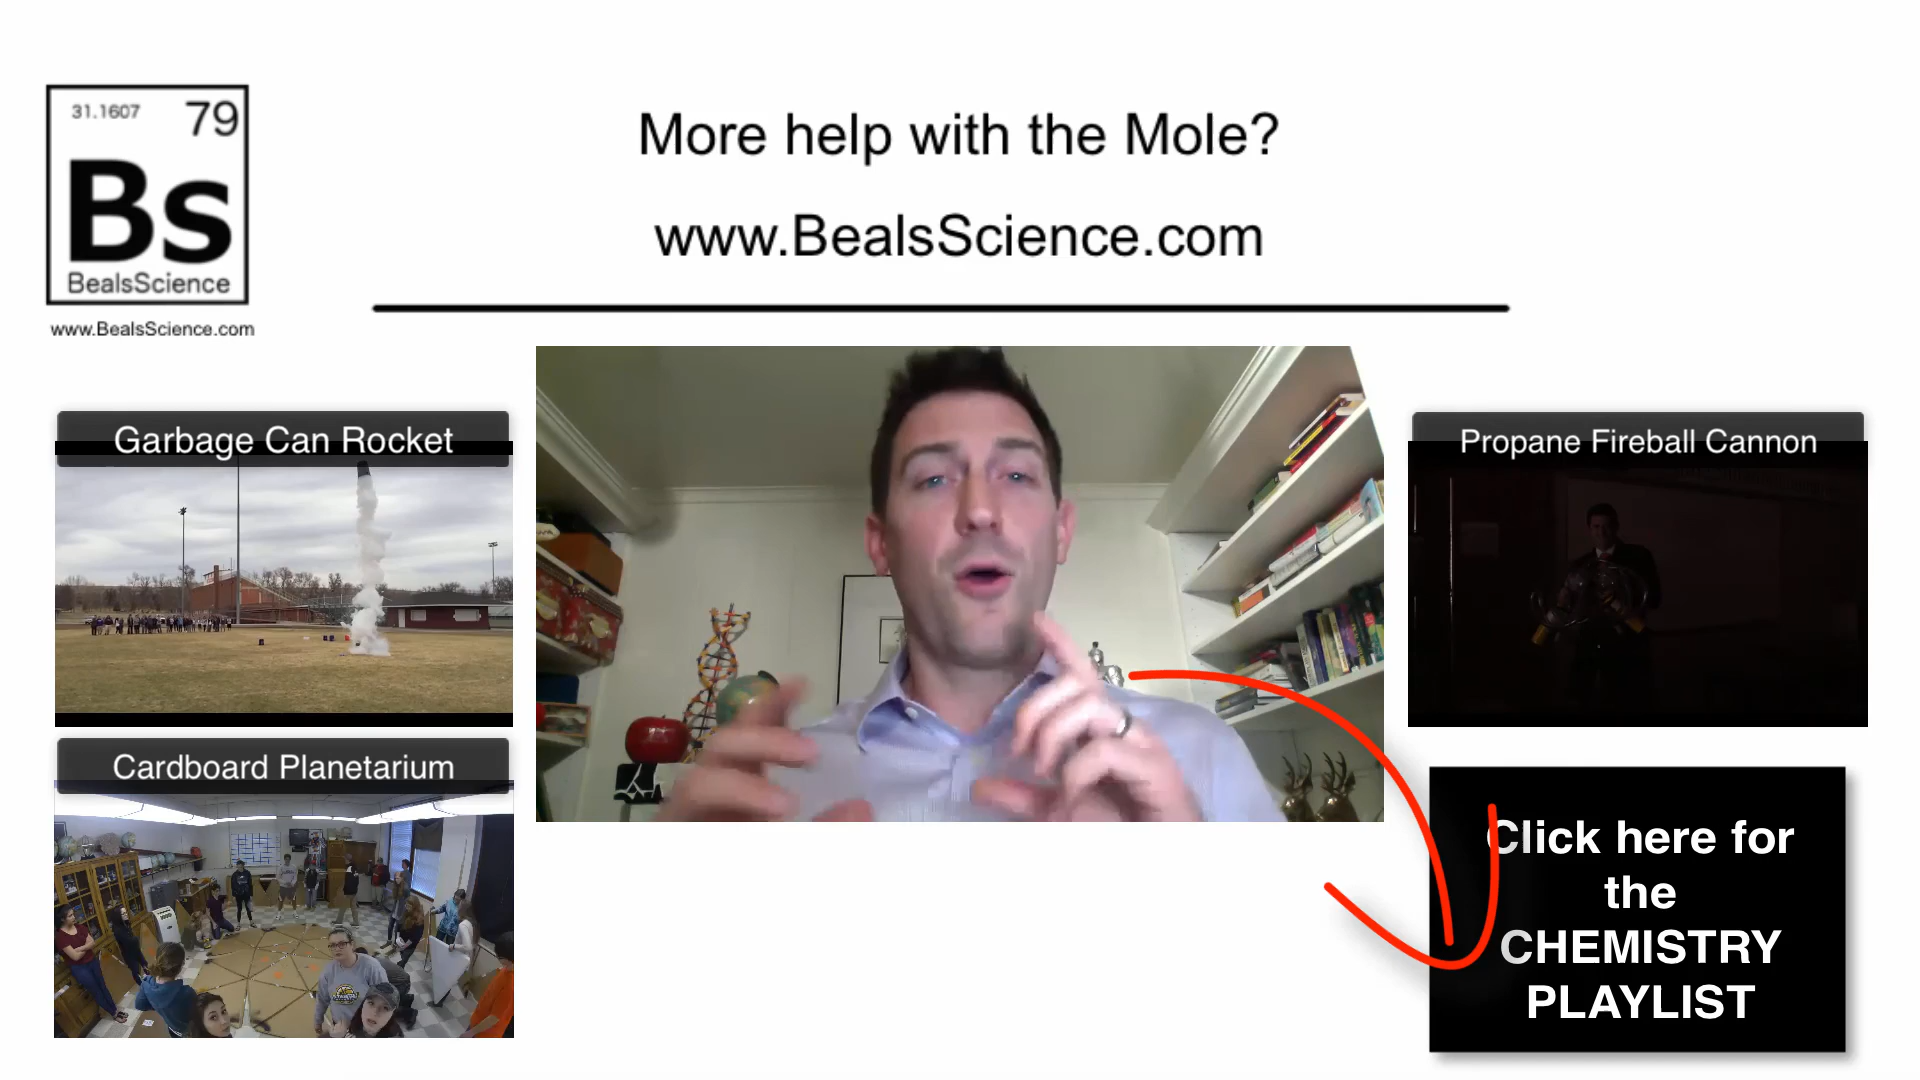 31.1607 79
Bs
BealsScience
www.BealsScience.com
More help with the Mole?
www.BealsScience.com
Garbage Can Rocket
Cardboard Planetarium
Propane Fireball Cannon
Click here for
the
CHEMISTRY
PLAYLIST